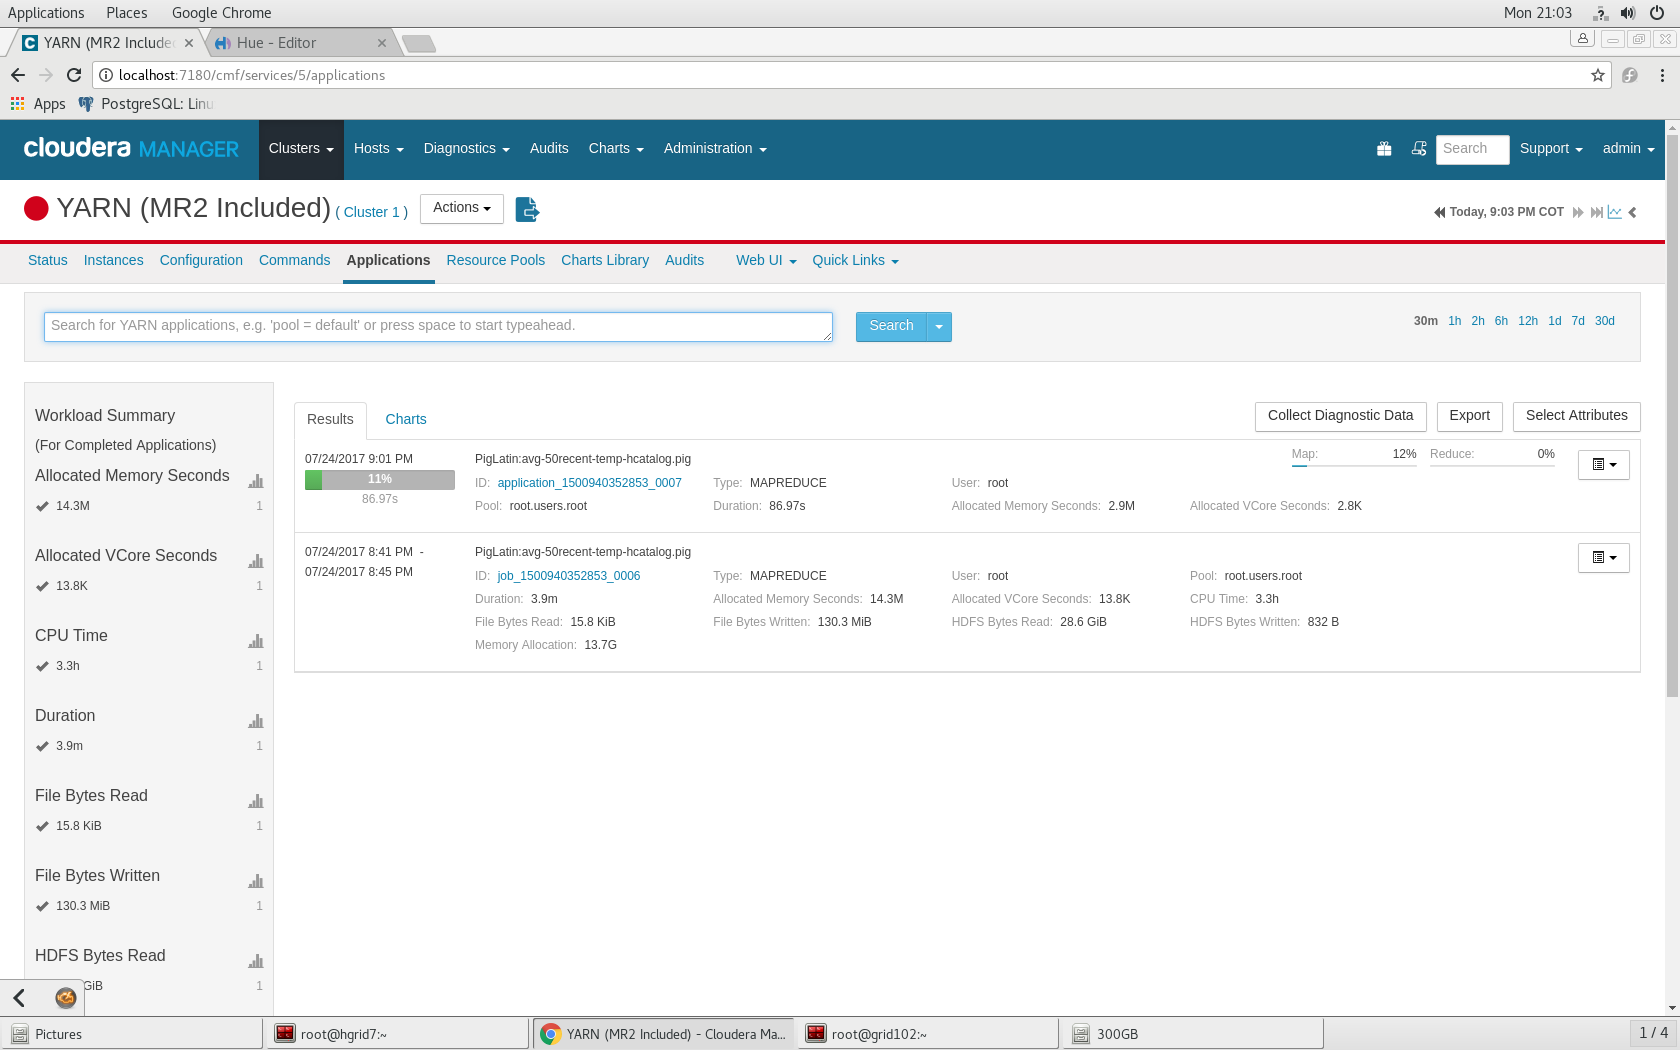 Applications Places Google Chrome Mon 21:03
YARN (MR2 Include Hue - Editor
localhost:7180/cmf/services/5/applications
Apps PostgreSQL: Linu
cloudera MANAGER Clusters Hosts Diagnostics Audits Charts Administration Search Support admin
YARN (MR2 Included) ( Cluster 1 ) Actions Today, 9:03 PM COT
Status Instances Configuration Commands Applications Resource Pools Charts Library Audits Web UI Quick Links
Search for YARN applications, e.g. 'pool = default' or press space to start typeahead. Search 30m 1h 2h 6h 12h 1d 7d 30d
Workload Summary
(For Completed Applications)
Allocated Memory Seconds
14.3M 1
Allocated VCore Seconds
13.8K 1
CPU Time
3.3h 1
Duration
3.9m 1
File Bytes Read
15.8 KiB 1
File Bytes Written
130.3 MiB 1
HDFS Bytes Read
GiB 1
Results Charts Collect Diagnostic Data Export Select Attributes
07/24/2017 9:01 PM PigLatin:avg-50recent-temp-hcatalog.pig Map: 12% Reduce: 0%
11% ID: application_1500940352853_0007 Type: MAPREDUCE User: root
86.97s Pool: root.users.root Duration: 86.97s Allocated Memory Seconds: 2.9M Allocated VCore Seconds: 2.8K
07/24/2017 8:41 PM - PigLatin:avg-50recent-temp-hcatalog.pig
07/24/2017 8:45 PM ID: job_1500940352853_0006 Type: MAPREDUCE User: root Pool: root.users.root
Duration: 3.9m Allocated Memory Seconds: 14.3M Allocated VCore Seconds: 13.8K CPU Time: 3.3h
File Bytes Read: 15.8 KiB File Bytes Written: 130.3 MiB HDFS Bytes Read: 28.6 GiB HDFS Bytes Written: 832 B
Memory Allocation: 13.7G
Pictures root@hgrid7:~ YARN (MR2 Included) - Cloudera Ma... root@grid102:~ 300GB 1 / 4